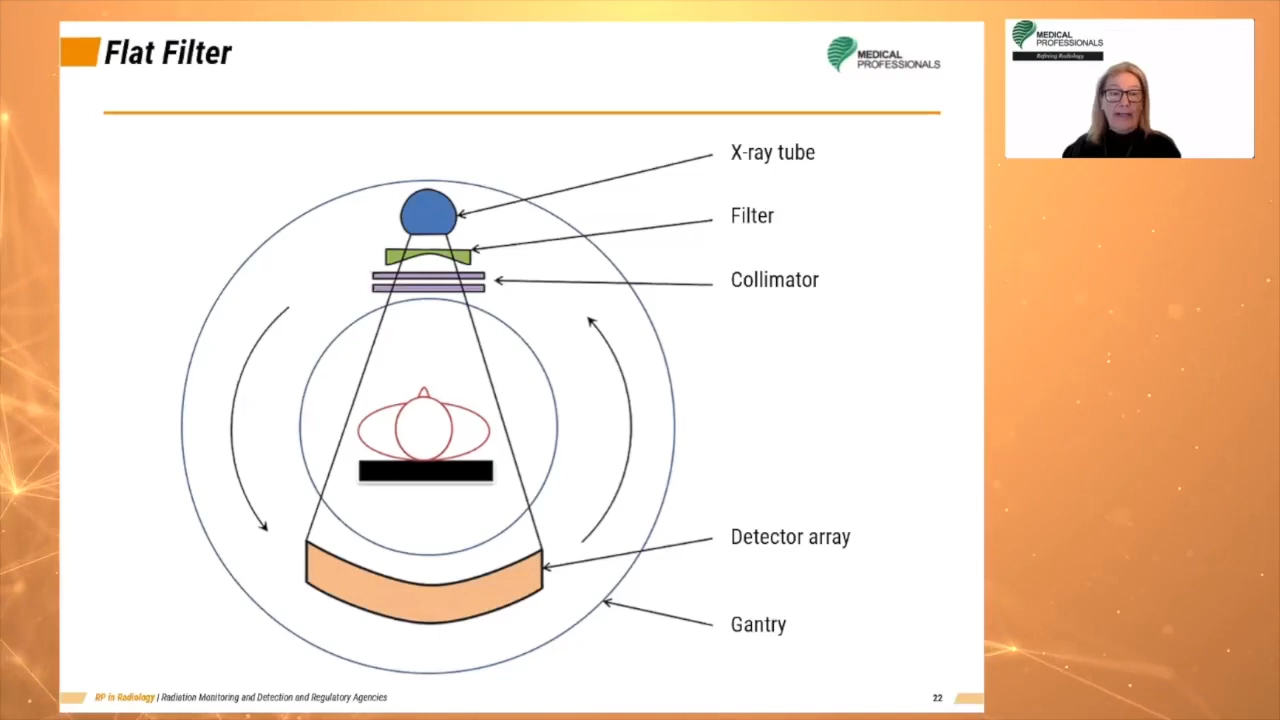 Flat Filter
MEDICAL
PROFESSIONALS
MEDICAL
PROFESSIONALS
Refining Radiology
X-ray tube
Filter
Collimator
Detector array
Gantry
RP in Radiology | Radiation Monitoring and Detection and Regulatory Agencies
22